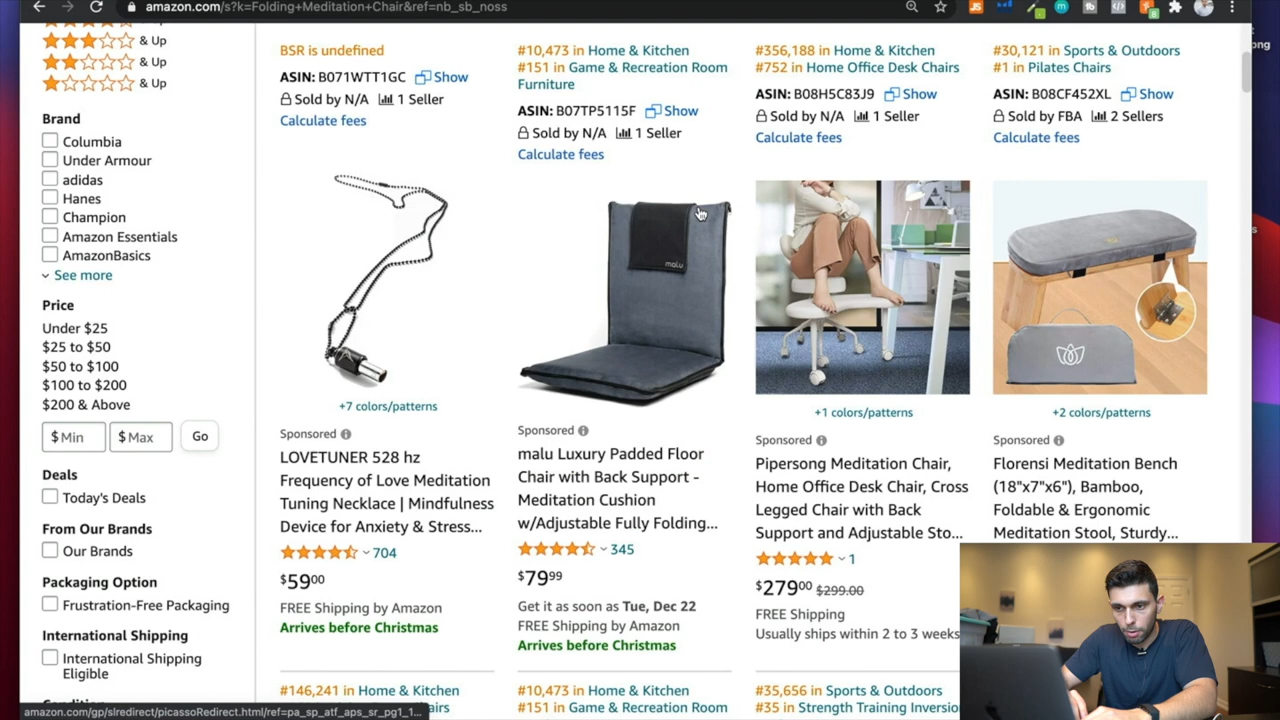 amazon.com/s?k=Folding+Meditation+Chair&ref=nb_sb_noss
& Up
& Up
& Up
Brand
Columbia
Under Armour
adidas
Hanes
Champion
Amazon Essentials
AmazonBasics
See more
Price
Under $25
$25 to $50
$50 to $100
$100 to $200
$200 & Above
$ Min
$ Max
Go
Deals
Today's Deals
From Our Brands
Our Brands
Packaging Option
Frustration-Free Packaging
International Shipping
International Shipping
Eligible
BSR is undefined
ASIN: B071WTT1GC Show
Sold by N/A 1 Seller
Calculate fees
+7 colors/patterns
Sponsored
LOVETUNER 528 hz
Frequency of Love Meditation
Tuning Necklace | Mindfulness
Device for Anxiety & Stress...
704
$5900
FREE Shipping by Amazon
Arrives before Christmas
#146,241 in Home & Kitchen
#10,473 in Home & Kitchen
#151 in Game & Recreation Room
Furniture
ASIN: B07TP5115F Show
Sold by N/A 1 Seller
Calculate fees
malu
Sponsored
malu Luxury Padded Floor
Chair with Back Support -
Meditation Cushion
w/Adjustable Fully Folding...
345
$7999
Get it as soon as Tue, Dec 22
FREE Shipping by Amazon
Arrives before Christmas
#10,473 in Home & Kitchen
#151 in Game & Recreation Room
#356,188 in Home & Kitchen
#752 in Home Office Desk Chairs
ASIN: B08H5C83J9 Show
Sold by N/A 1 Seller
Calculate fees
+1 colors/patterns
Sponsored
Pipersong Meditation Chair,
Home Office Desk Chair, Cross
Legged Chair with Back
Support and Adjustable Sto...
1
$27900 $299.00
FREE Shipping
Usually ships within 2 to 3 weeks
#35,656 in Sports & Outdoors
#35 in Strength Training Inversio
#30,121 in Sports & Outdoors
#1 in Pilates Chairs
ASIN: B08CF452XL Show
Sold by FBA 2 Sellers
Calculate fees
+2 colors/patterns
Sponsored
Florensi Meditation Bench
(18"x7"x6"), Bamboo,
Foldable & Ergonomic
Meditation Stool, Sturdy...
amazon.com/gp/slredirect/picassoRedirect.html/ref=pa_sp_atf_aps_sr_pg1_1...